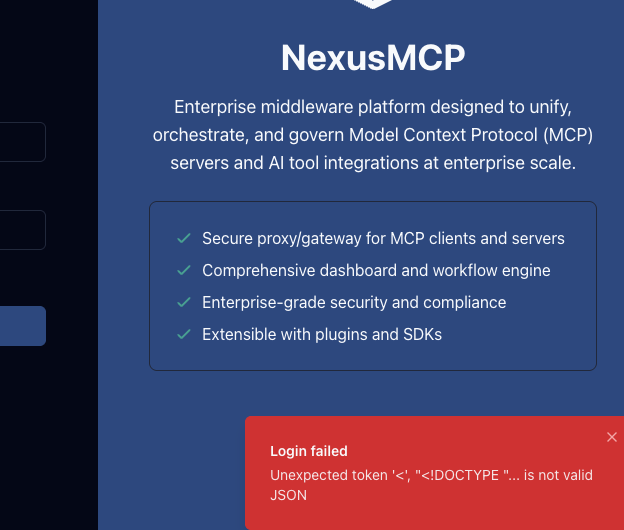 NexusMCP
Enterprise middleware platform designed to unify,
orchestrate, and govern Model Context Protocol (MCP)
servers and AI tool integrations at enterprise scale.
Secure proxy/gateway for MCP clients and servers
Comprehensive dashboard and workflow engine
Enterprise-grade security and compliance
Extensible with plugins and SDKs
Login failed
Unexpected token '<', "<!DOCTYPE "... is not valid
JSON